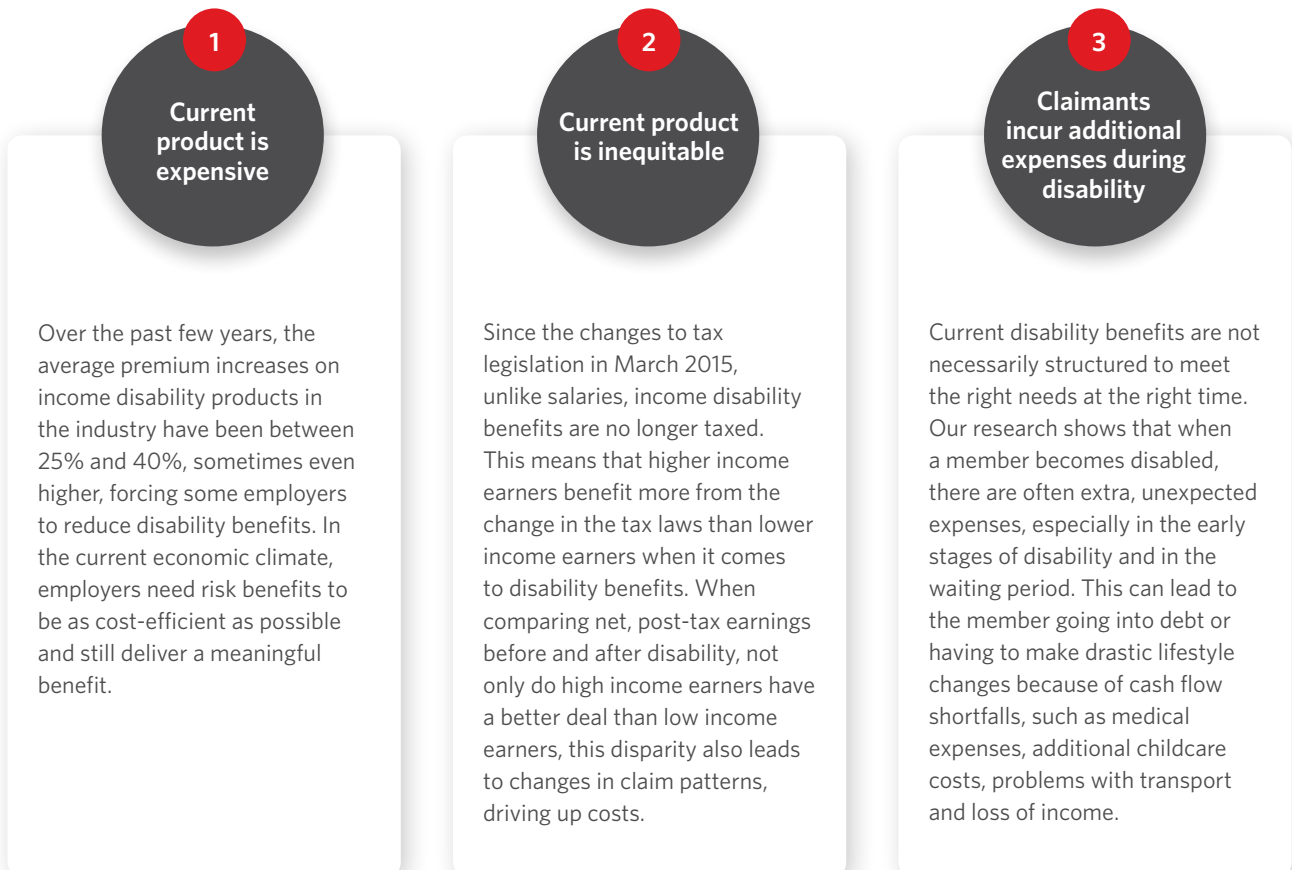 1
Current
product is
expensive
Over the past few years, the
average premium increases on
income disability products in
the industry have been between
25% and 40%, sometimes even
higher, forcing some employers
to reduce disability benefits. In
the current economic climate,
employers need risk benefits to
be as cost-efficient as possible
and still deliver a meaningful
benefit.
2
Current product
is inequitable
Since the changes to tax
legislation in March 2015,
unlike salaries, income disability
benefits are no longer taxed.
This means that higher income
earners benefit more from the
change in the tax laws than lower
income earners when it comes
to disability benefits. When
comparing net, post-tax earnings
before and after disability, not
only do high income earners have
a better deal than low income
earners, this disparity also leads
to changes in claim patterns,
driving up costs.
3
Claimants
incur additional
expenses during
disability
Current disability benefits are not
necessarily structured to meet
the right needs at the right time.
Our research shows that when
a member becomes disabled,
there are often extra, unexpected
expenses, especially in the early
stages of disability and in the
waiting period. This can lead to
the member going into debt or
having to make drastic lifestyle
changes because of cash flow
shortfalls, such as medical
expenses, additional childcare
costs, problems with transport
and loss of income.